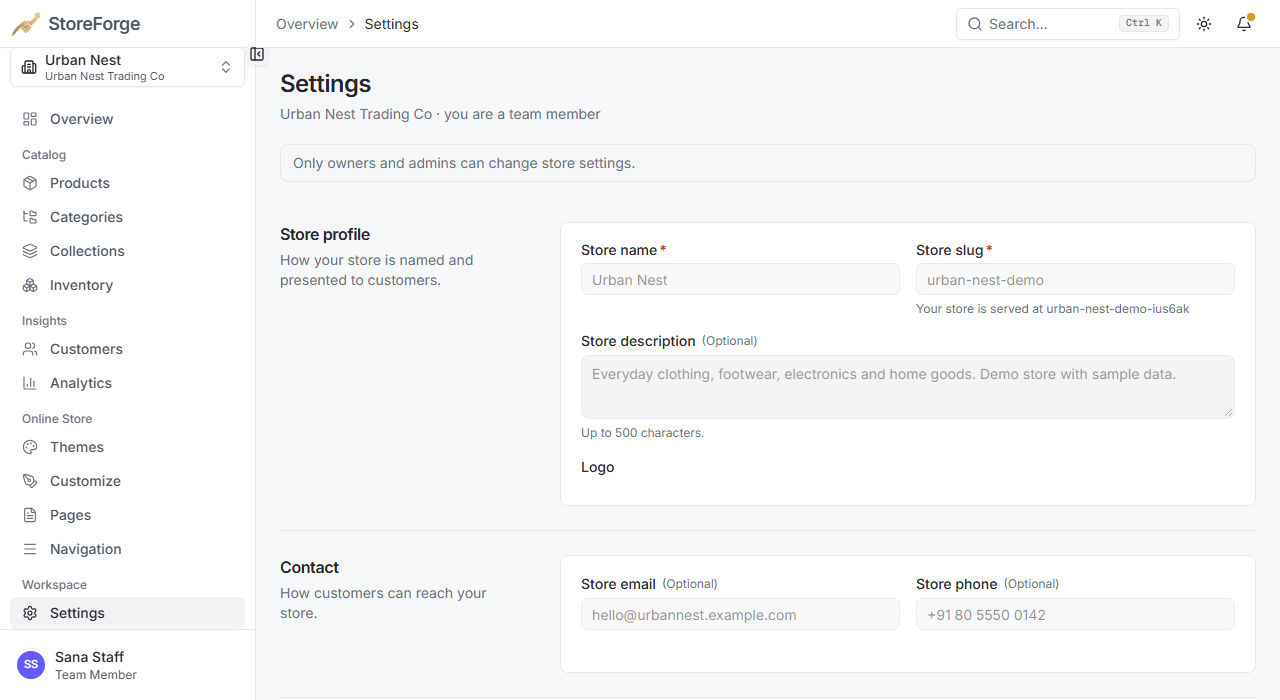 StoreForge
Overview > Settings
Search...
Ctrl K
Urban Nest
Urban Nest Trading Co
Overview
Catalog
Products
Categories
Collections
Inventory
Insights
Customers
Analytics
Online Store
Themes
Customize
Pages
Navigation
Workspace
Settings
SS
Sana Staff
Team Member
Settings
Urban Nest Trading Co · you are a team member
Only owners and admins can change store settings.
Store profile
How your store is named and
presented to customers.
Store name*
Urban Nest
Store slug*
urban-nest-demo
Your store is served at urban-nest-demo-ius6ak
Store description (Optional)
Everyday clothing, footwear, electronics and home goods. Demo store with sample data.
Up to 500 characters.
Logo
Contact
How customers can reach your
store.
Store email (Optional)
hello@urbannest.example.com
Store phone (Optional)
+91 80 5550 0142